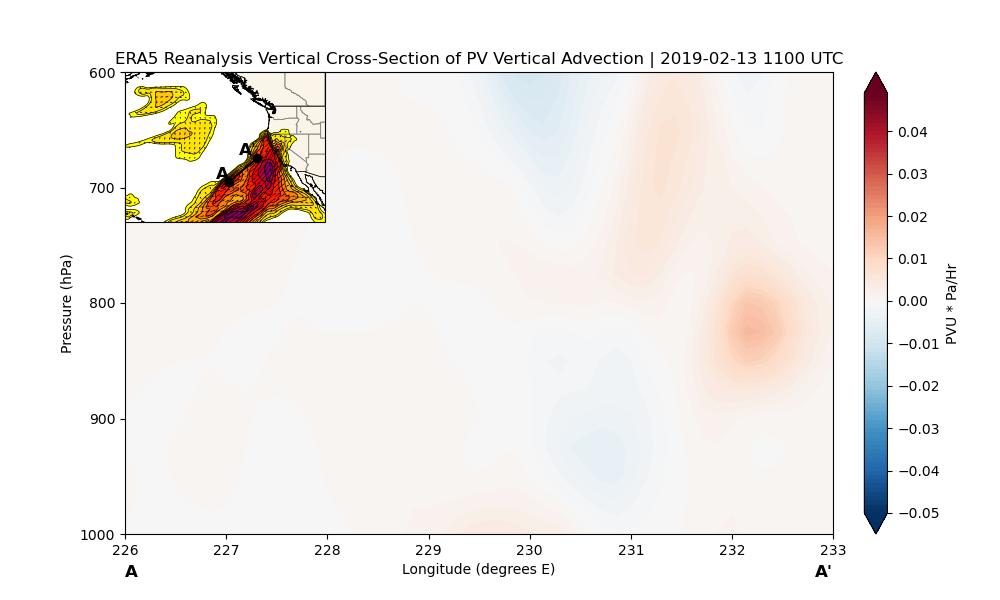 ERA5 Reanalysis Vertical Cross-Section of PV Vertical Advection | 2019-02-13 1100 UTC
600
700
800
900
1000
Pressure (hPa)
A
A
226 227 228 229 230 231 232 233
A Longitude (degrees E) A'
0.04
0.03
0.02
0.01
0.00
−0.01
−0.02
−0.03
−0.04
−0.05
PVU * Pa/Hr